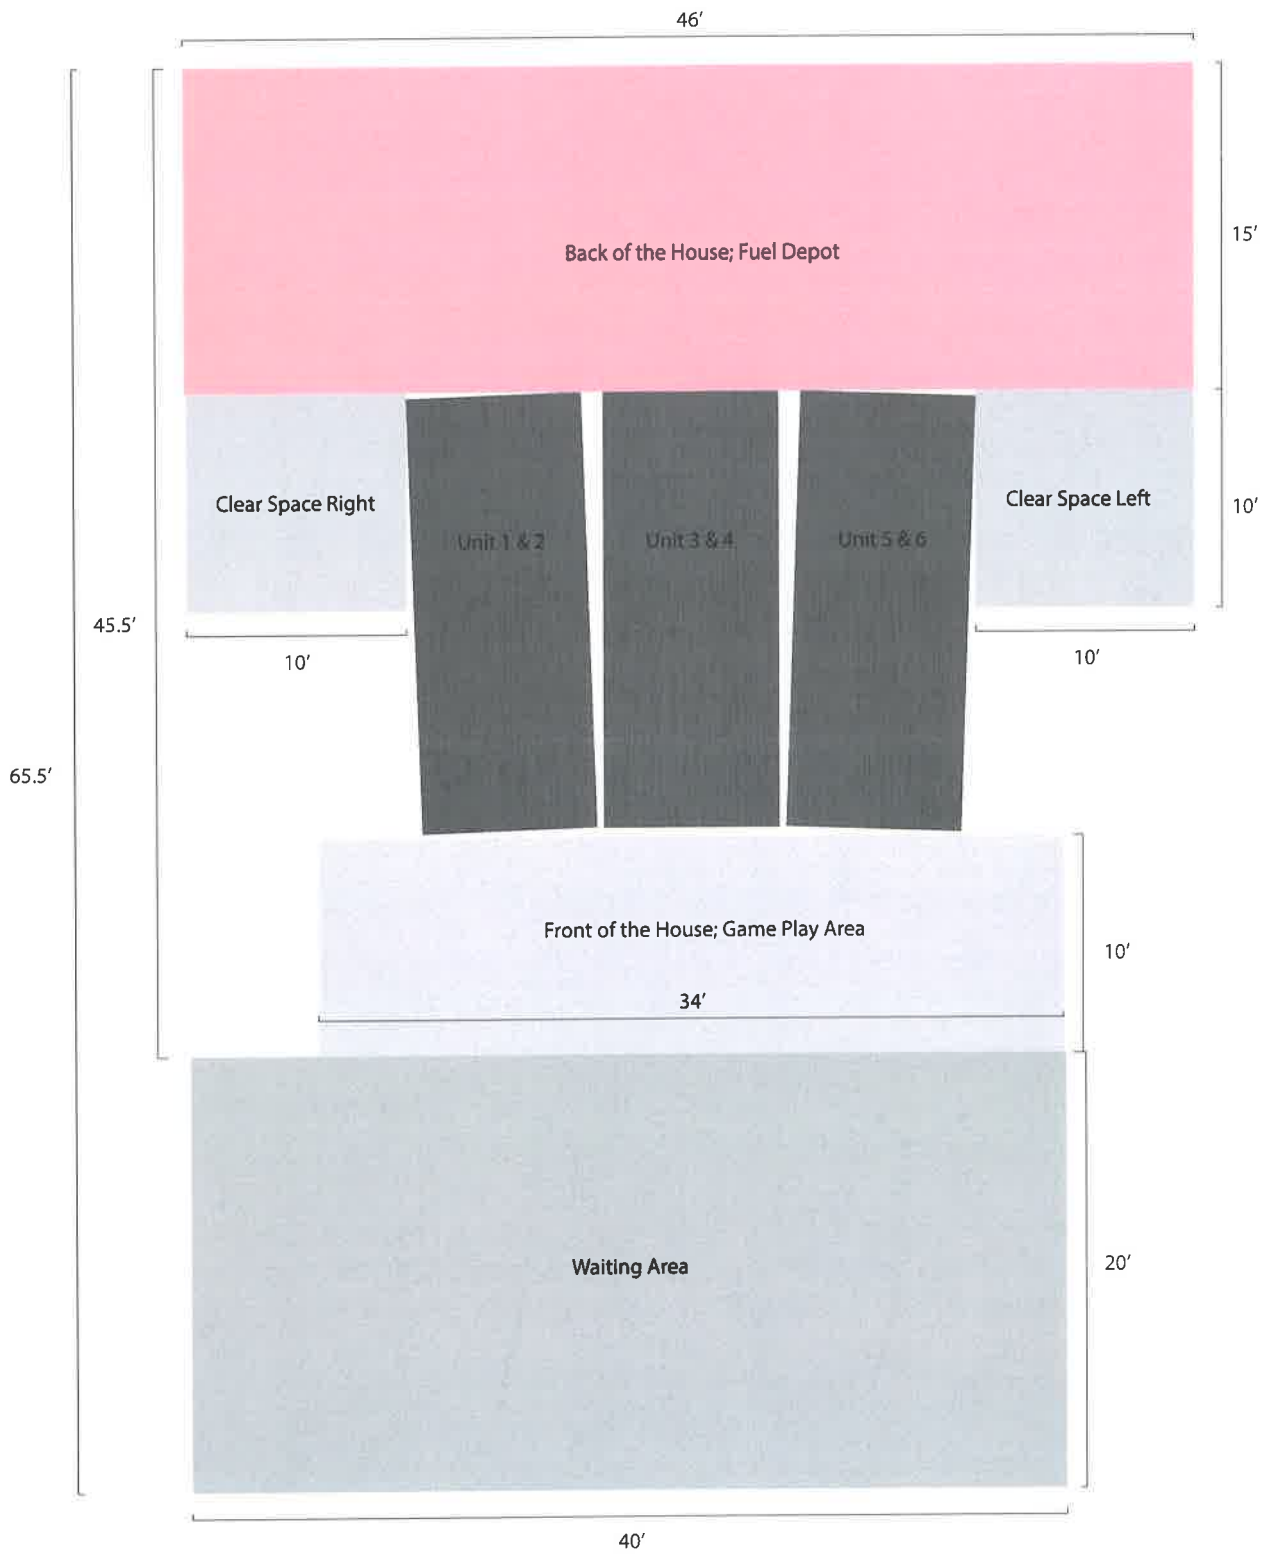 46′
Back of the House; Fuel Depot
15′
Clear Space Right
Clear Space Left
10′
Unit 1 & 2
Unit 3 & 4
Unit 5 & 6
45.5′
10′
10′
65.5′
Front of the House; Game Play Area
10′
34′
Waiting Area
20′
40′